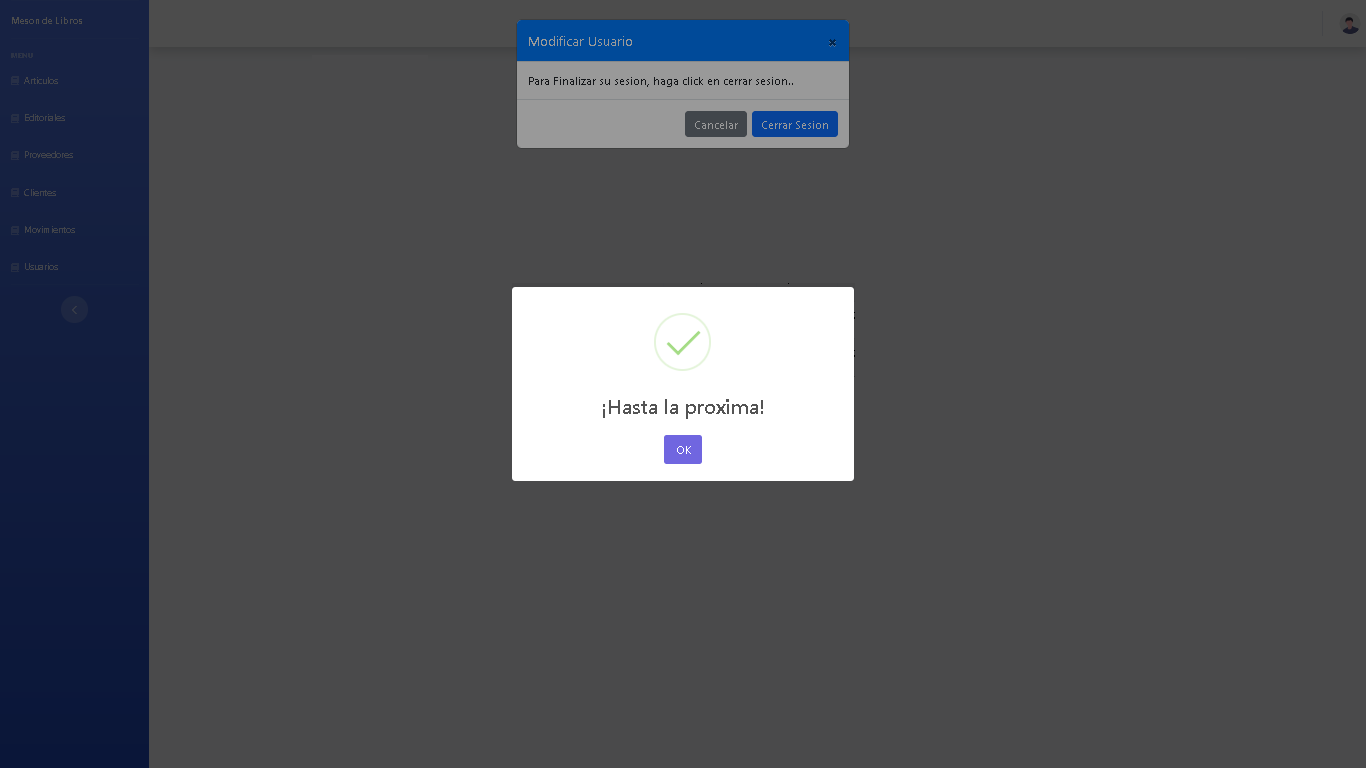 Meson de Libros
Articulos
Editoriales
Proveedores
Clientes
Movimientos
Usuarios
Modificar Usuario
×
Para Finalizar su sesion, haga click en cerrar sesion..
Cancelar
Cerrar Sesion
¡Hasta la proxima!
OK